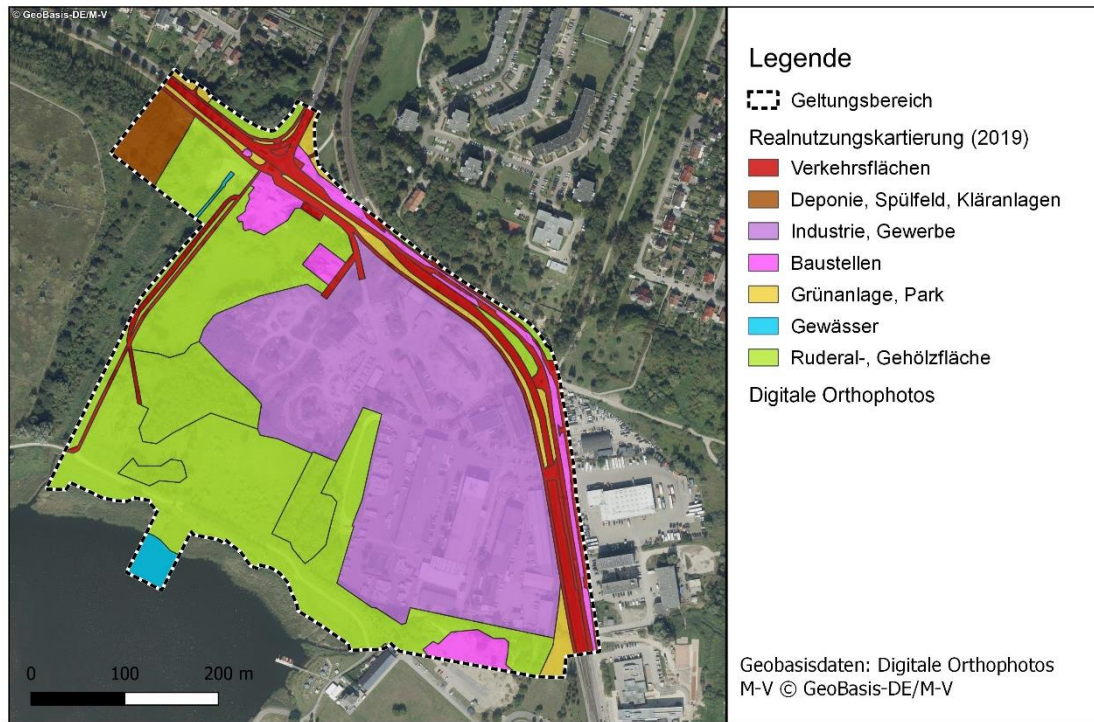 © GeoBasis-DE/M-V
Legende
Geltungsbereich
Realnutzungskartierung (2019)
Verkehrsflächen
Deponie, Spülfeld, Kläranlagen
Industrie, Gewerbe
Baustellen
Grünanlage, Park
Gewässer
Ruderal-, Gehölzfläche
Digitale Orthophotos
0 100 200 m
Geobasisdaten: Digitale Orthophotos
M-V © GeoBasis-DE/M-V